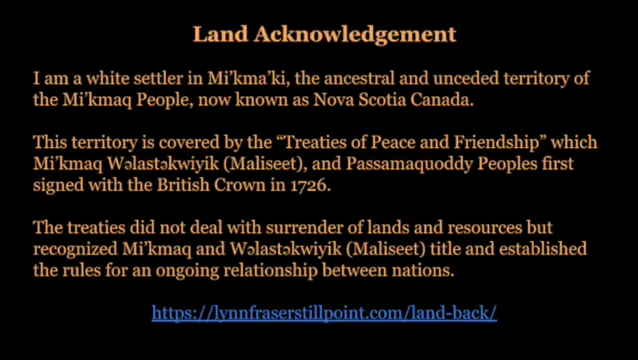 Land Acknowledgement
I am a white settler in Mi’kma’ki, the ancestral and unceded territory of
the Mi’kmaq People, now known as Nova Scotia Canada.
This territory is covered by the “Treaties of Peace and Friendship” which
Mi’kmaq Wəlastəkwiyik (Maliseet), and Passamaquoddy Peoples first
signed with the British Crown in 1726.
The treaties did not deal with surrender of lands and resources but
recognized Mi’kmaq and Wəlastəkwiyik (Maliseet) title and established
the rules for an ongoing relationship between nations.
https://lynnfraserstillpoint.com/land-back/